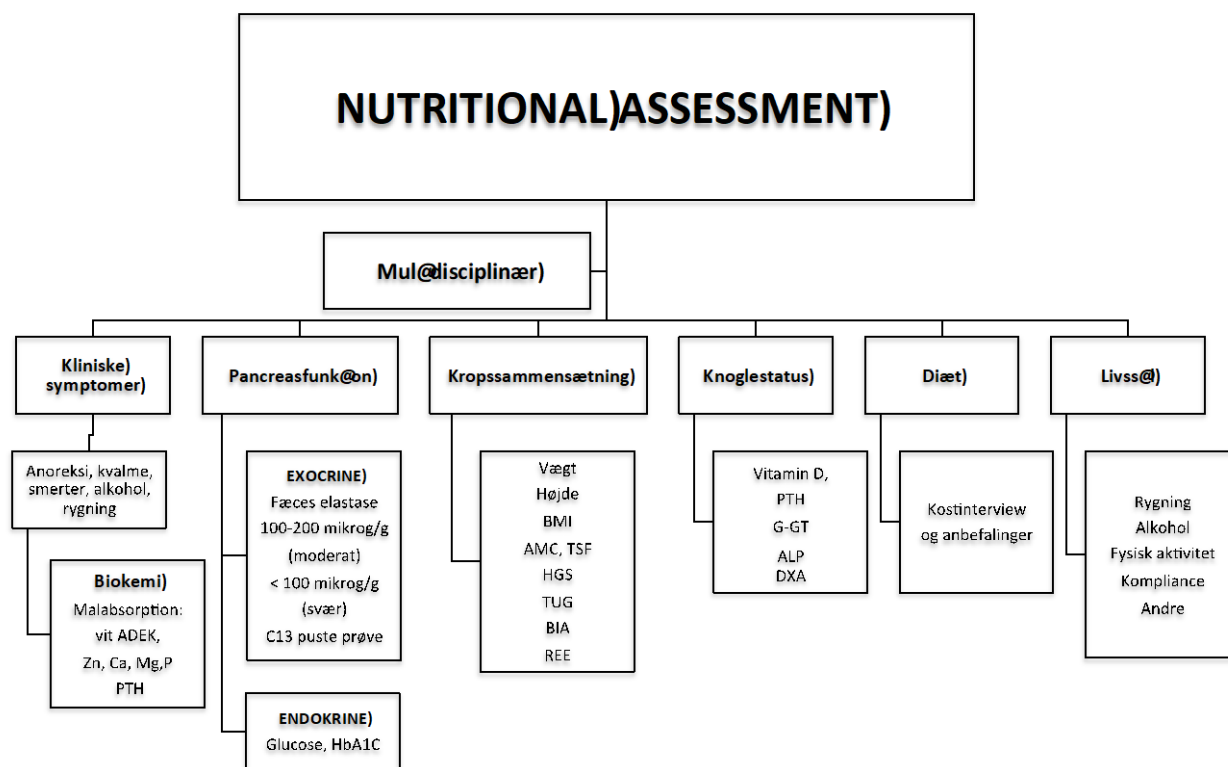 NUTRITIONAL)ASSESSMENT)
Mul@disciplinær)
Kliniske)
symptomer)
Anoreksi, kvalme,
smerter, alkohol,
rygning
Biokemi)
Malabsorption:
vit ADEK,
Zn, Ca, Mg,P
PTH
Pancreasfunk@on)
EXOCRINE)
Fæces elastase
100-200 mikrog/g
(moderat)
< 100 mikrog/g
(svær)
C13 puste prøve
ENDOKRINE)
Glucose, HbA1C
Kropssammensætning)
Vægt
Højde
BMI
AMC, TSF
HGS
TUG
BIA
REE
Knoglestatus)
Vitamin D,
PTH
G-GT
ALP
DXA
Diæt)
Kostinterview
og anbefalinger
Livss@l)
Rygning
Alkohol
Fysisk aktivitet
Kompliance
Andre